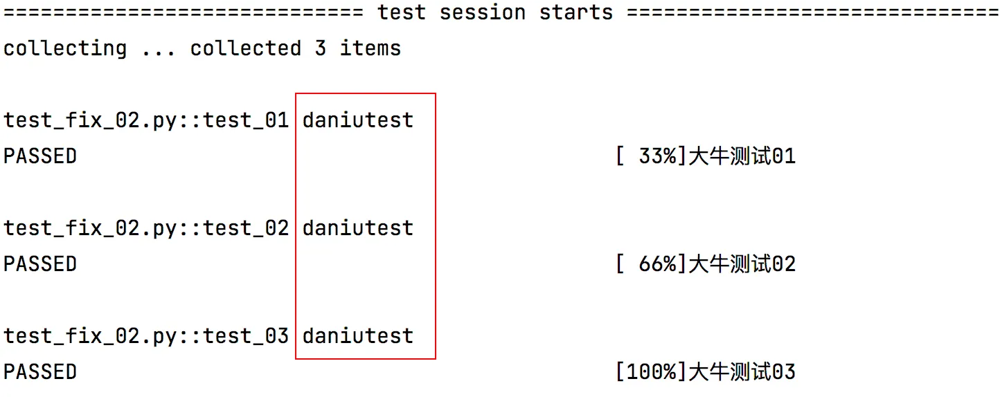 ============================= test session starts ==============================
collecting ... collected 3 items
test_fix_02.py::test_01 daniutest
PASSED [ 33%]大牛测试01
test_fix_02.py::test_02 daniutest
PASSED [ 66%]大牛测试02
test_fix_02.py::test_03 daniutest
PASSED [100%]大牛测试03